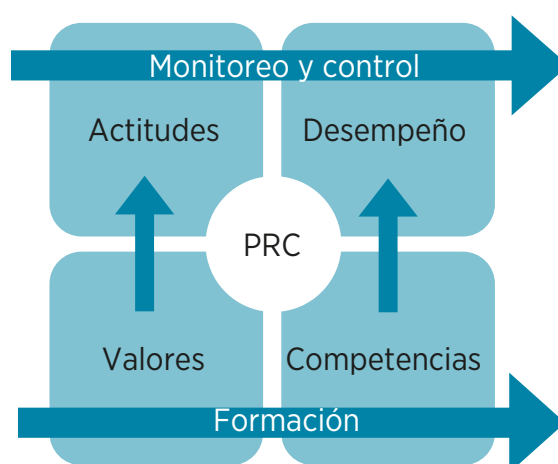 Monitoreo y control
Actitudes
Desempeño
PRC
Valores
Competencias
Formación